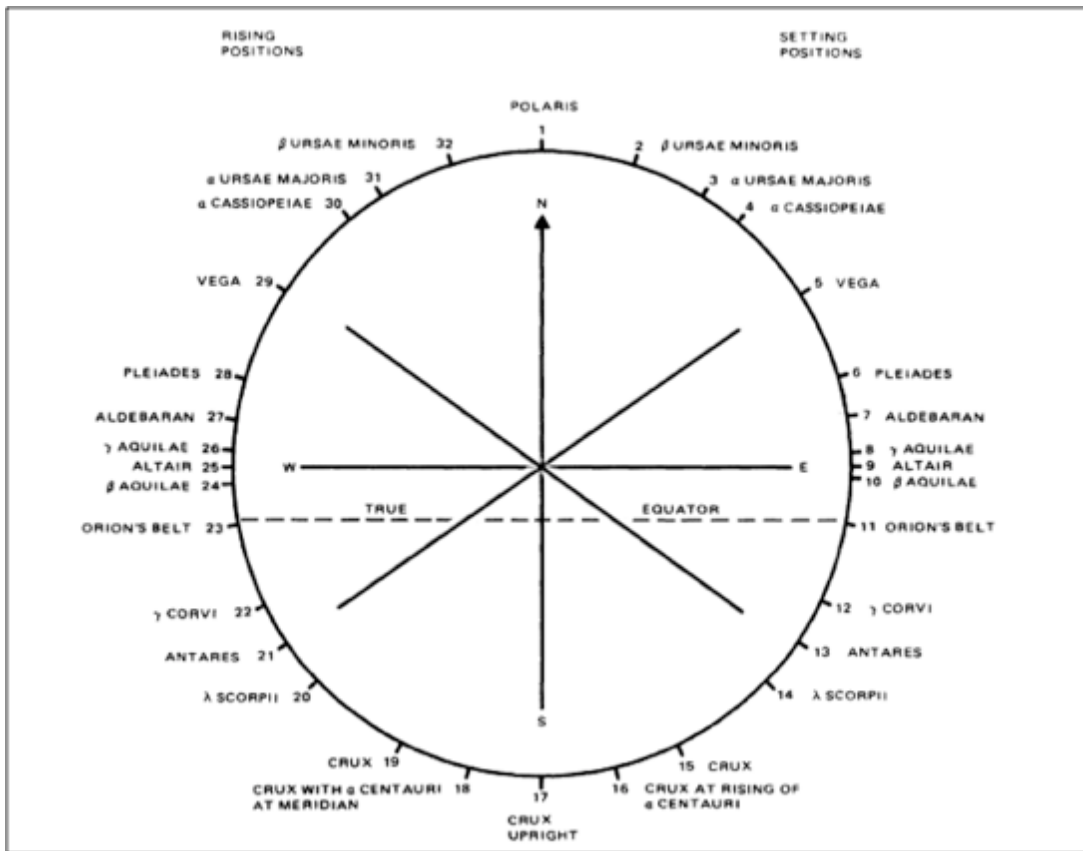 RISING
POSITIONS
SETTING
POSITIONS
POLARIS
1
β URSAE MINORIS 32
2 β URSAE MINORIS
α URSAE MAJORIS 31
3 α URSAE MAJORIS
α CASSIOPEIAE 30
4 α CASSIOPEIAE
N
VEGA 29
5 VEGA
PLEIADES 28
6 PLEIADES
ALDEBARAN 27
7 ALDEBARAN
γ AQUILAE 26
8 γ AQUILAE
ALTAIR 25
W
E
9 ALTAIR
β AQUILAE 24
10 β AQUILAE
TRUE EQUATOR
ORION'S BELT 23
11 ORION'S BELT
γ CORVI 22
12 γ CORVI
ANTARES 21
13 ANTARES
λ SCORPII 20
14 λ SCORPII
S
CRUX 19
15 CRUX
CRUX WITH α CENTAURI 18
AT MERIDIAN
17
CRUX
UPRIGHT
16 CRUX AT RISING OF
α CENTAURI